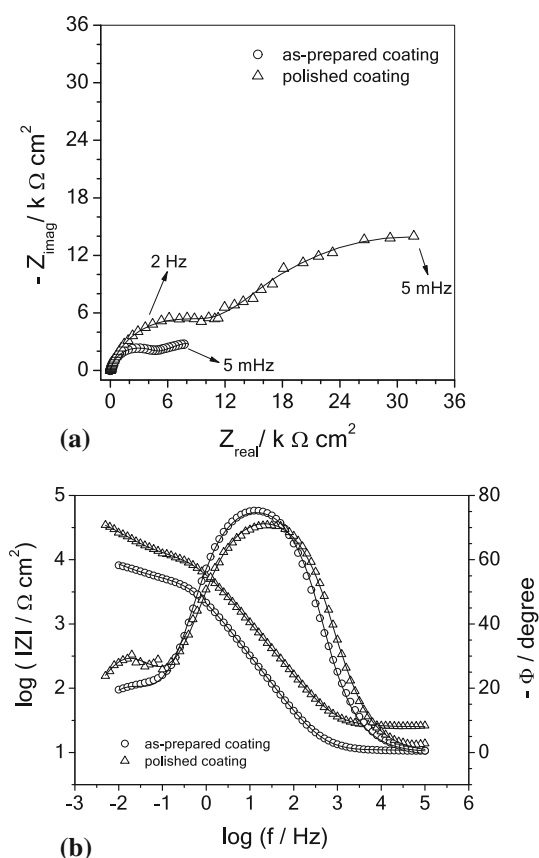 36
30
24
18
12
6
0
- Z_imag / k Ω cm²
as-prepared coating
polished coating
2 Hz
5 mHz
5 mHz
0 6 12 18 24 30 36
(a)
Z_real / k Ω cm²
5
4
3
2
1
log ( IZI / Ω cm²)
80
60
40
20
0
- Φ / degree
as-prepared coating
polished coating
-3 -2 -1 0 1 2 3 4 5 6
log (f / Hz)
(b)